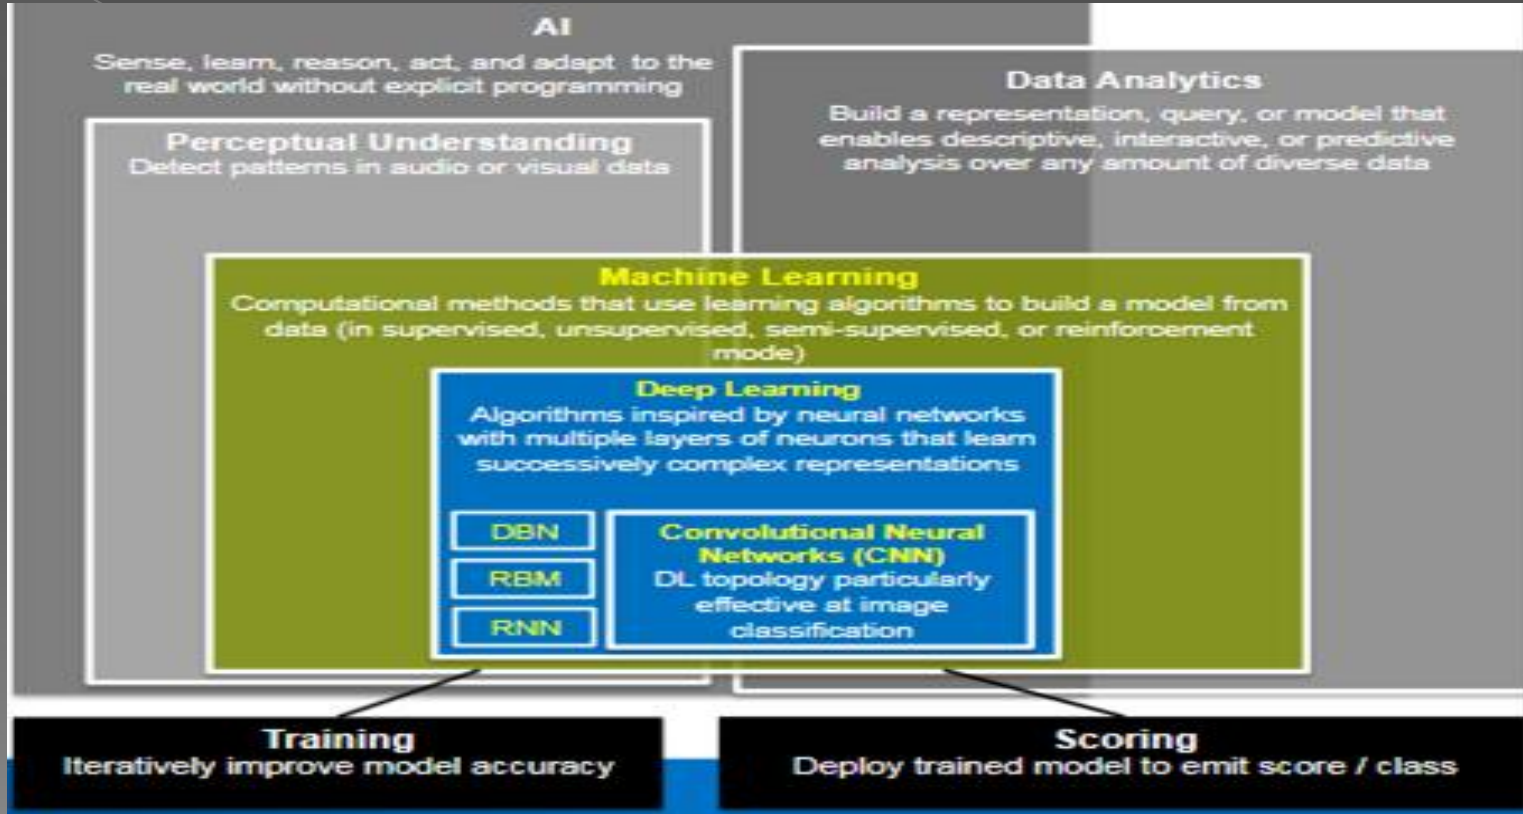 AI
Sense, learn, reason, act, and adapt to the
real world without explicit programming
Data Analytics
Build a representation, query, or model that
enables descriptive, interactive, or predictive
analysis over any amount of diverse data
Perceptual Understanding
Detect patterns in audio or visual data
Machine Learning
Computational methods that use learning algorithms to build a model from
data (in supervised, unsupervised, semi-supervised, or reinforcement
mode)
Deep Learning
Algorithms inspired by neural networks
with multiple layers of neurons that learn
successively complex representations
DBN
RBM
RNN
Convolutional Neural
Networks (CNN)
DL topology particularly
effective at image
classification
Training
Iteratively improve model accuracy
Scoring
Deploy trained model to emit score / class